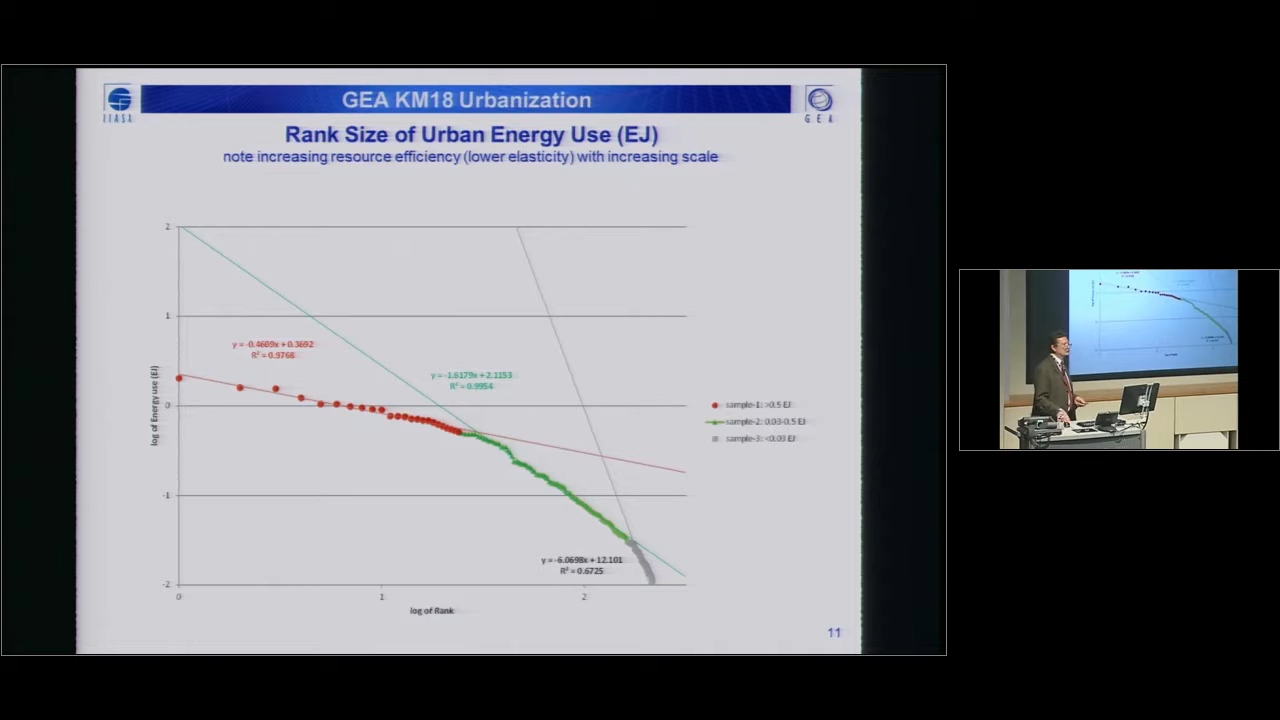 GEA KM18 Urbanization
IIASA
GEA
Rank Size of Urban Energy Use (EJ)
note increasing resource efficiency (lower elasticity) with increasing scale
2
1
0
-1
-2
log of Energy use (EJ)
y = -0.4609x + 0.3692
R² = 0.9768
y = -1.6179x + 2.1153
R² = 0.9954
y = -6.0698x + 12.101
R² = 0.6725
sample-1: >0.5 EJ
sample-2: 0.03-0.5 EJ
sample-3: <0.03 EJ
0
1
2
log of Rank
11